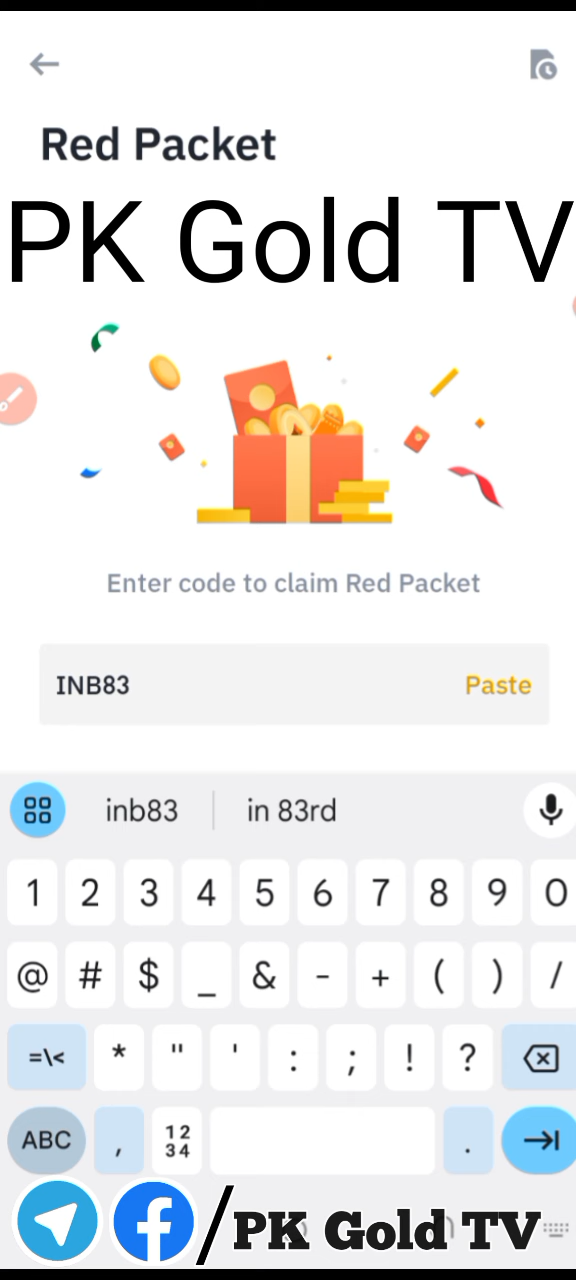 Red Packet
PK Gold TV
Enter code to claim Red Packet
INB83 Paste
inb83 in 83rd
1 2 3 4 5 6 7 8 9 0
@ # $ _ & - + ( ) /
=\< * " ' : ; ! ?
ABC , 12 34 .
/PK Gold TV